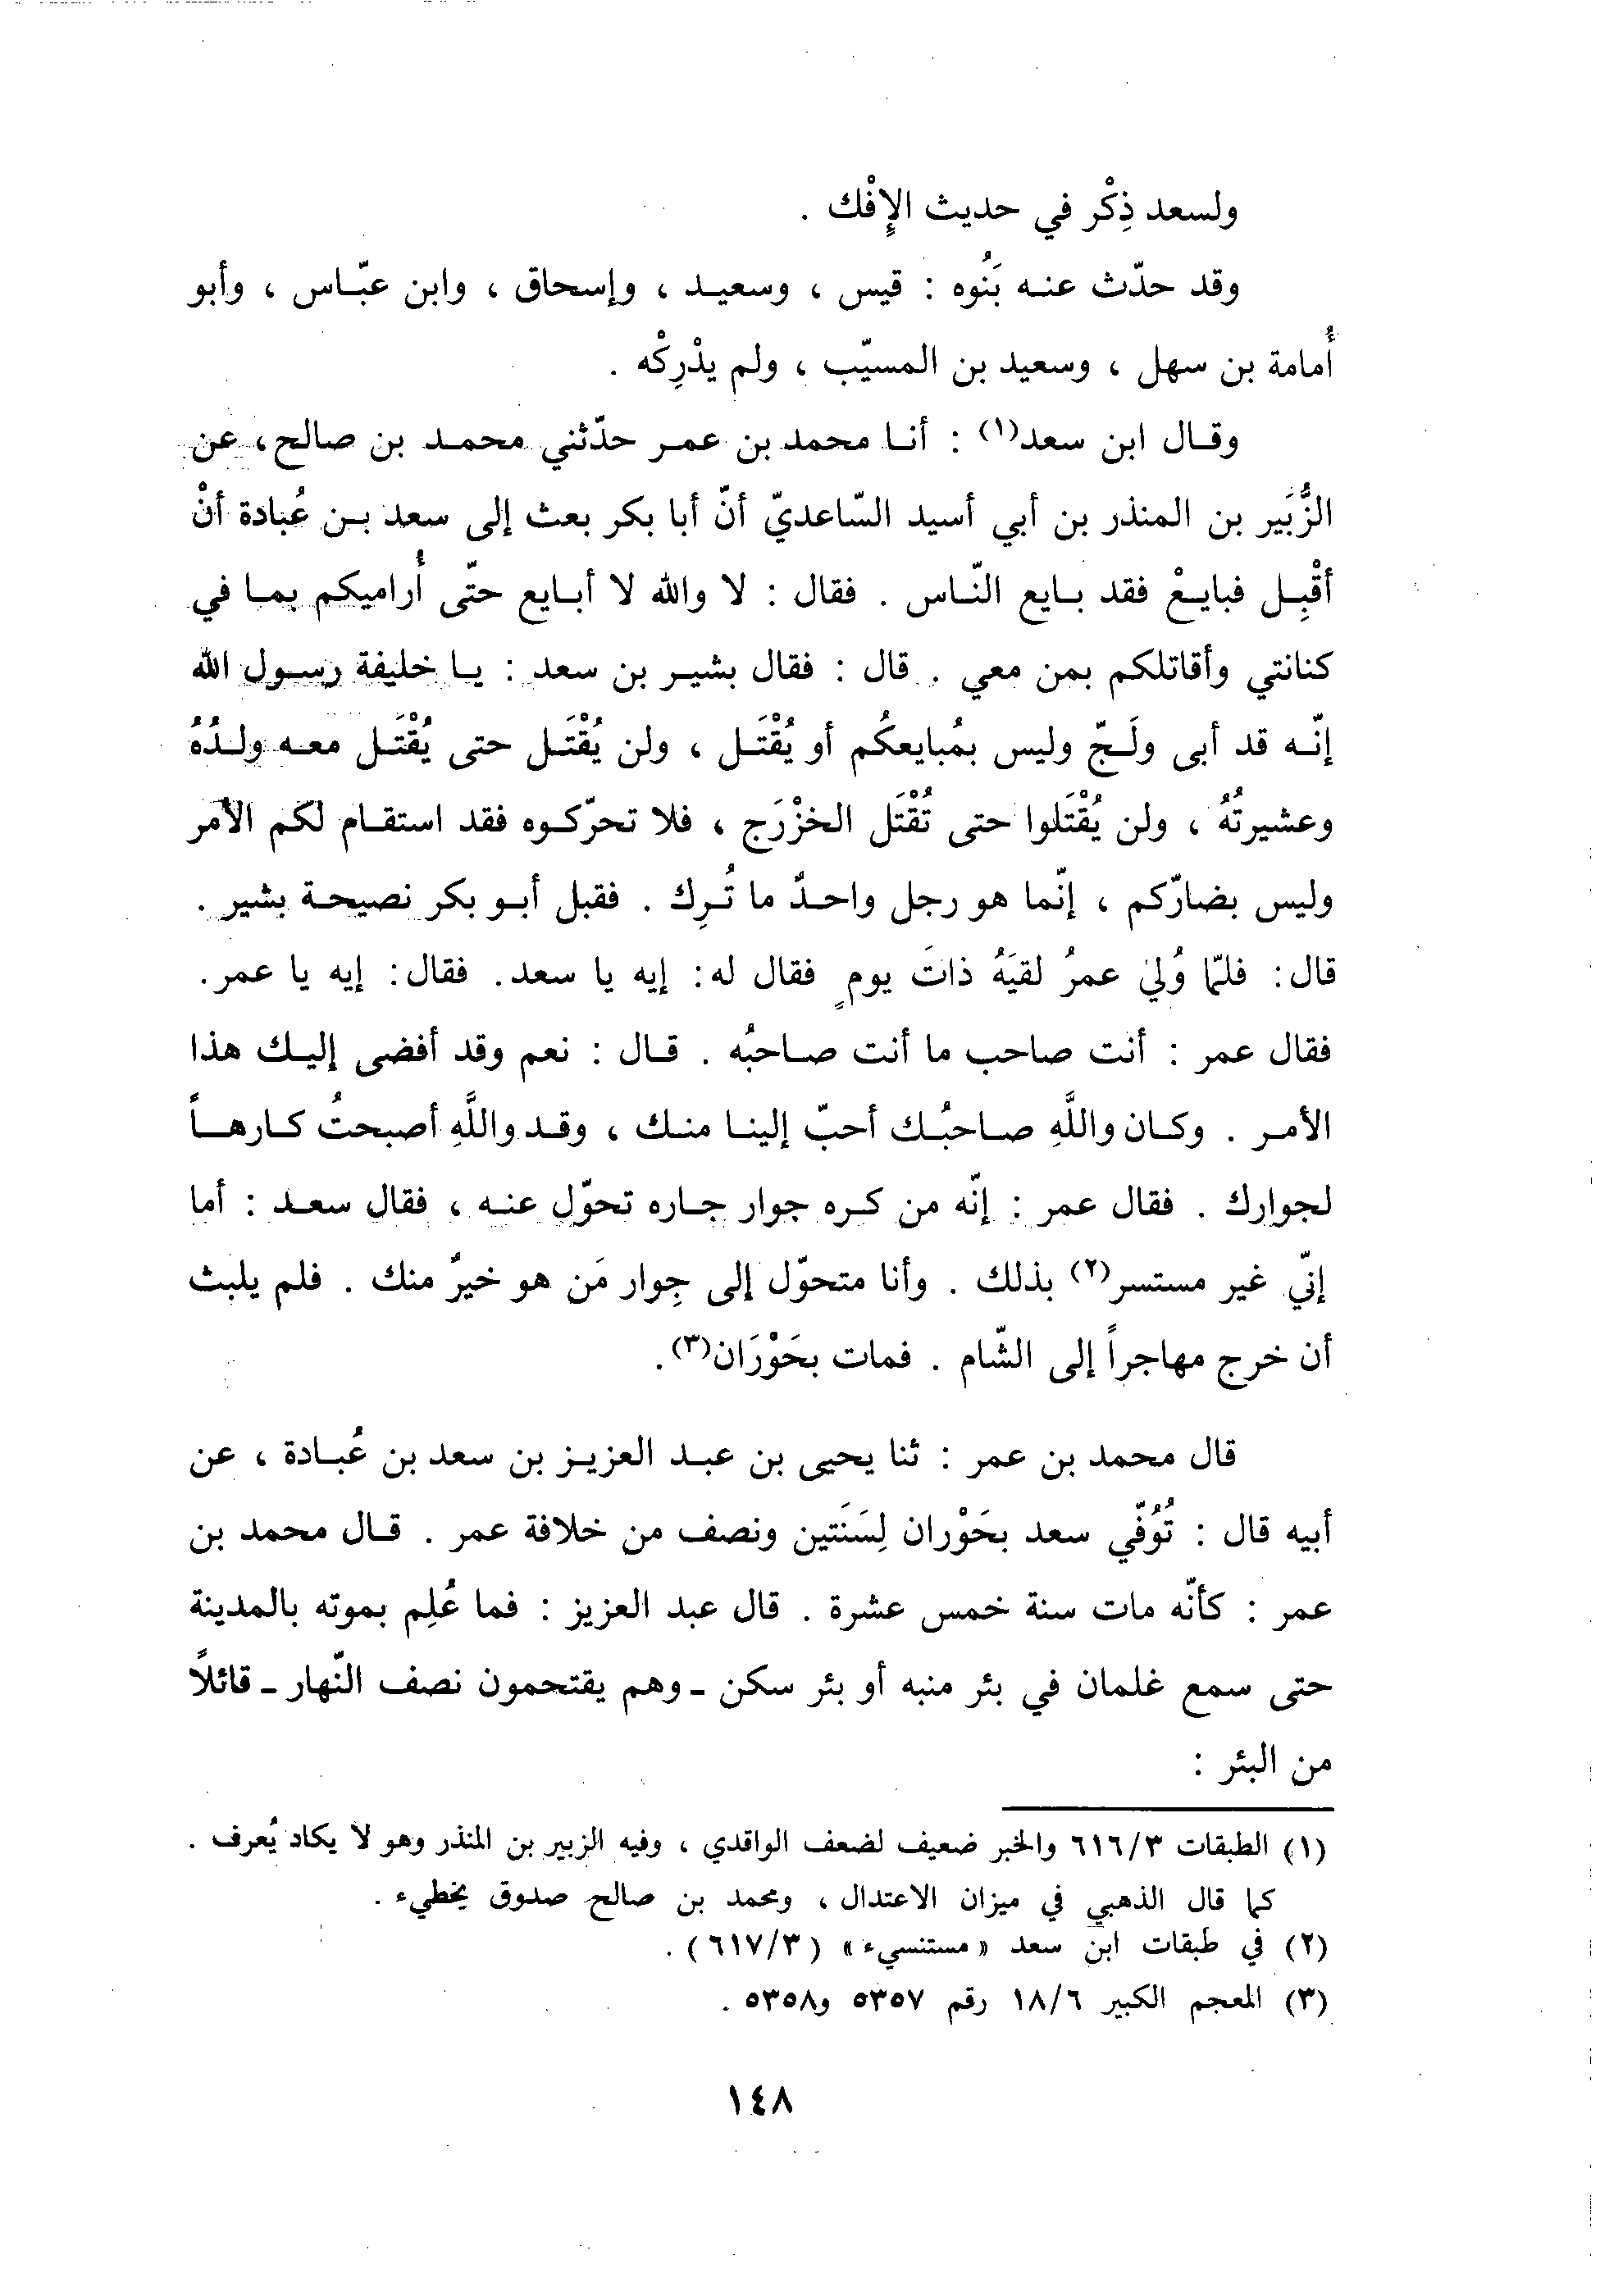 ولسعد ذِكْر في حديث الإِفْك .
وقد حدّث عنه بَنُوه : قيس ، وسعيد ، وإسحاق ، وابن عبّاس ، وأبو
أُمامة بن سهل ، وسعيد بن المسيّب ، ولم يدْرِكْه .
وقال ابن سعد(١) : أنا محمد بن عمر حدّثني محمد بن صالح، عن
الزُّبَير بن المنذر بن أبي أسيد السّاعديّ أنّ أبا بكر بعث إلى سعد بن عُبادة أنْ
أقْبِل فبايعْ فقد بايع النّاس . فقال : لا والله لا أبايع حتّى أُراميكم بما في
كنانتي وأقاتلكم بمن معي . قال : فقال بشير بن سعد : يا خليفة رسول الله
إنّه قد أبى ولَجّ وليس بمُبايعكُم أو يُقْتَل ، ولن يُقْتَل حتى يُقْتَل معه ولدُهُ
وعشيرتُهُ ، ولن يُقْتَلوا حتى تُقْتَل الخزْرَج ، فلا تحرّكوه فقد استقام لكم الأمر
وليس بضارّكم ، إنّما هو رجل واحدٌ ما تُرِك . فقبل أبو بكر نصيحة بشير .
قال: فلمّا وُلي عمرُ لقيَهُ ذاتَ يومٍ فقال له: إيه يا سعد. فقال: إيه يا عمر.
فقال عمر : أنت صاحب ما أنت صاحبُه . قال : نعم وقد أفضى إليك هذا
الأمر . وكان واللَّهِ صاحبُك أحبّ إلينا منك ، وقد واللَّهِ أصبحتُ كارهاً
لجوارك . فقال عمر : إنّه من كره جوار جاره تحوّل عنه ، فقال سعد : أما
إنّي غير مستسر(٢) بذلك . وأنا متحوّل إلى جِوار مَن هو خيرٌ منك . فلم يلبث
أن خرج مهاجراً إلى الشّام . فمات بحَوْرَان(٣).
قال محمد بن عمر : ثنا يحيى بن عبد العزيز بن سعد بن عُبادة ، عن
أبيه قال : تُوُفّي سعد بحَوْران لِسَنَتين ونصف من خلافة عمر . قال محمد بن
عمر : كأنّه مات سنة خمس عشرة . قال عبد العزيز : فما عُلِم بموته بالمدينة
حتى سمع غلمان في بئر منبه أو بئر سكن ـ وهم يقتحمون نصف النّهار ـ قائلاً
من البئر :
(١) الطبقات ٦١٦/٣ والخبر ضعيف لضعف الواقدي ، وفيه الزبير بن المنذر وهو لا يكاد يُعرف .
كما قال الذهبي في ميزان الاعتدال ، ومحمد بن صالح صدوق يخطيء .
(٢) في طبقات ابن سعد « مستنسيء » (٦١٧/٣) .
(٣) المعجم الكبير ١٨/٦ رقم ٥٣٥٧ و٥٣٥٨ .
١٤٨